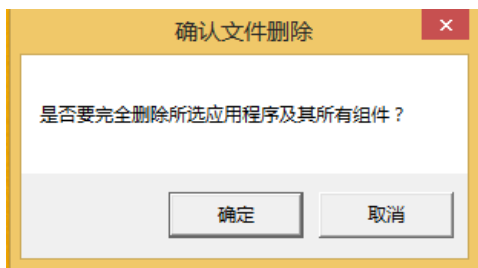 确认文件删除
是否要完全删除所选应用程序及其所有组件？
确定
取消